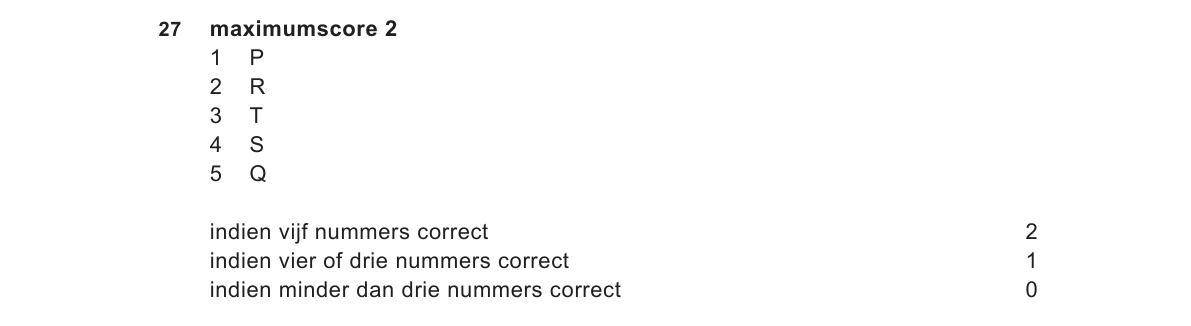 27 maximumscore 2
1 P
2 R
3 T
4 S
5 Q
indien vijf nummers correct 2
indien vier of drie nummers correct 1
indien minder dan drie nummers correct 0